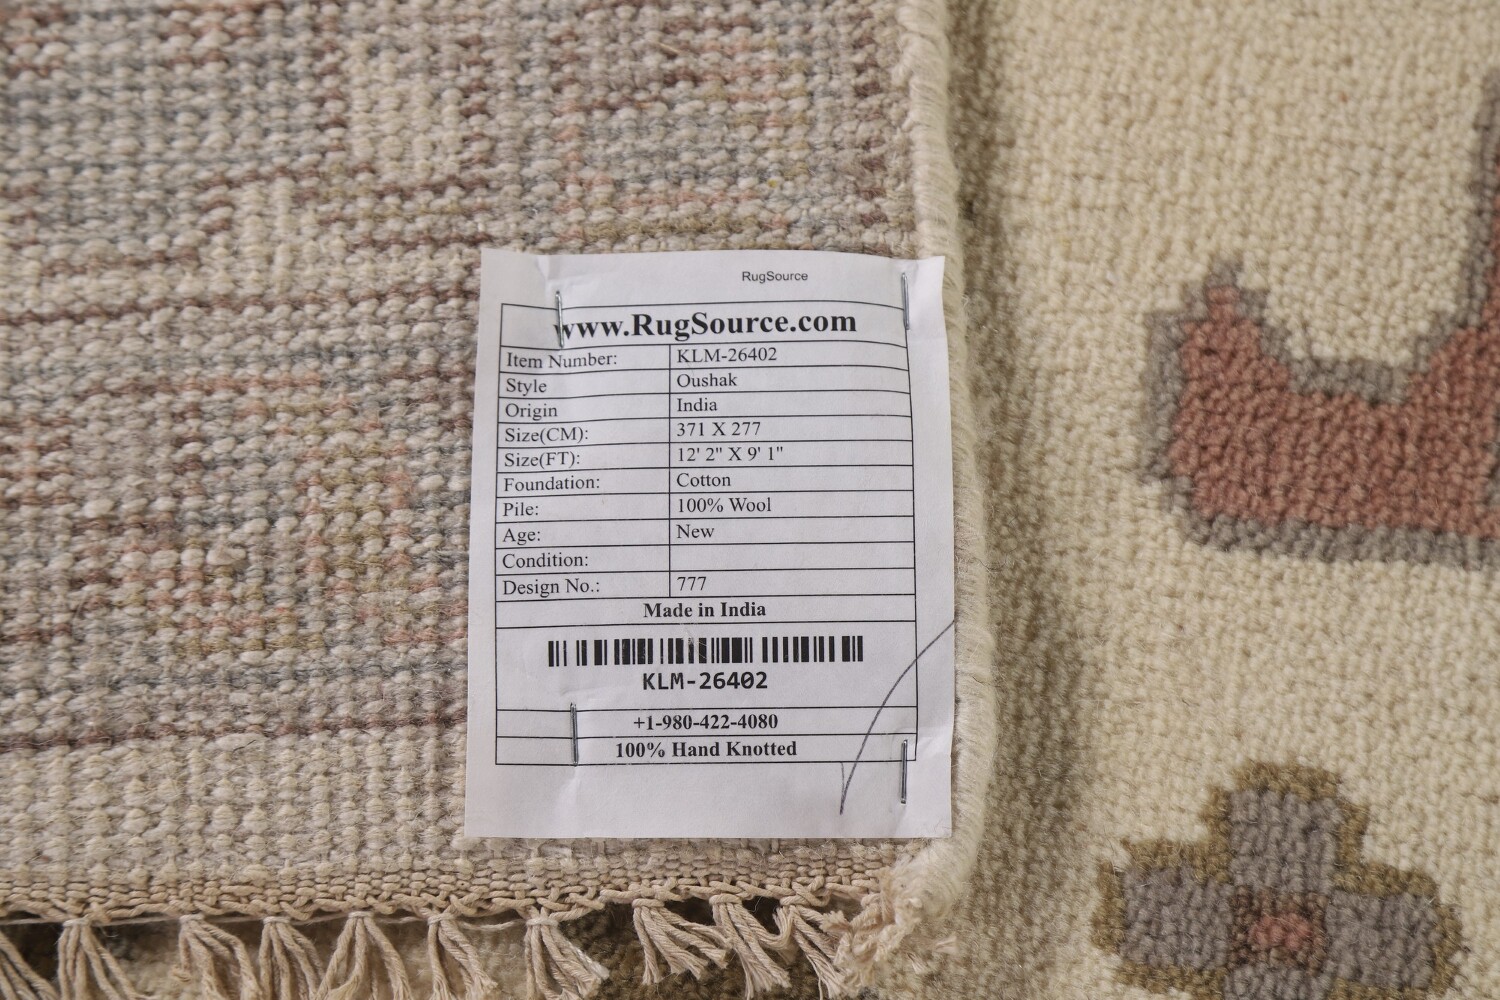 RugSource
www.RugSource.com
Item Number: KLM-26402
Style Oushak
Origin India
Size(CM): 371 X 277
Size(FT): 12' 2" X 9' 1"
Foundation: Cotton
Pile: 100% Wool
Age: New
Condition:
Design No.: 777
Made in India
KLM-26402
+1-980-422-4080
100% Hand Knotted